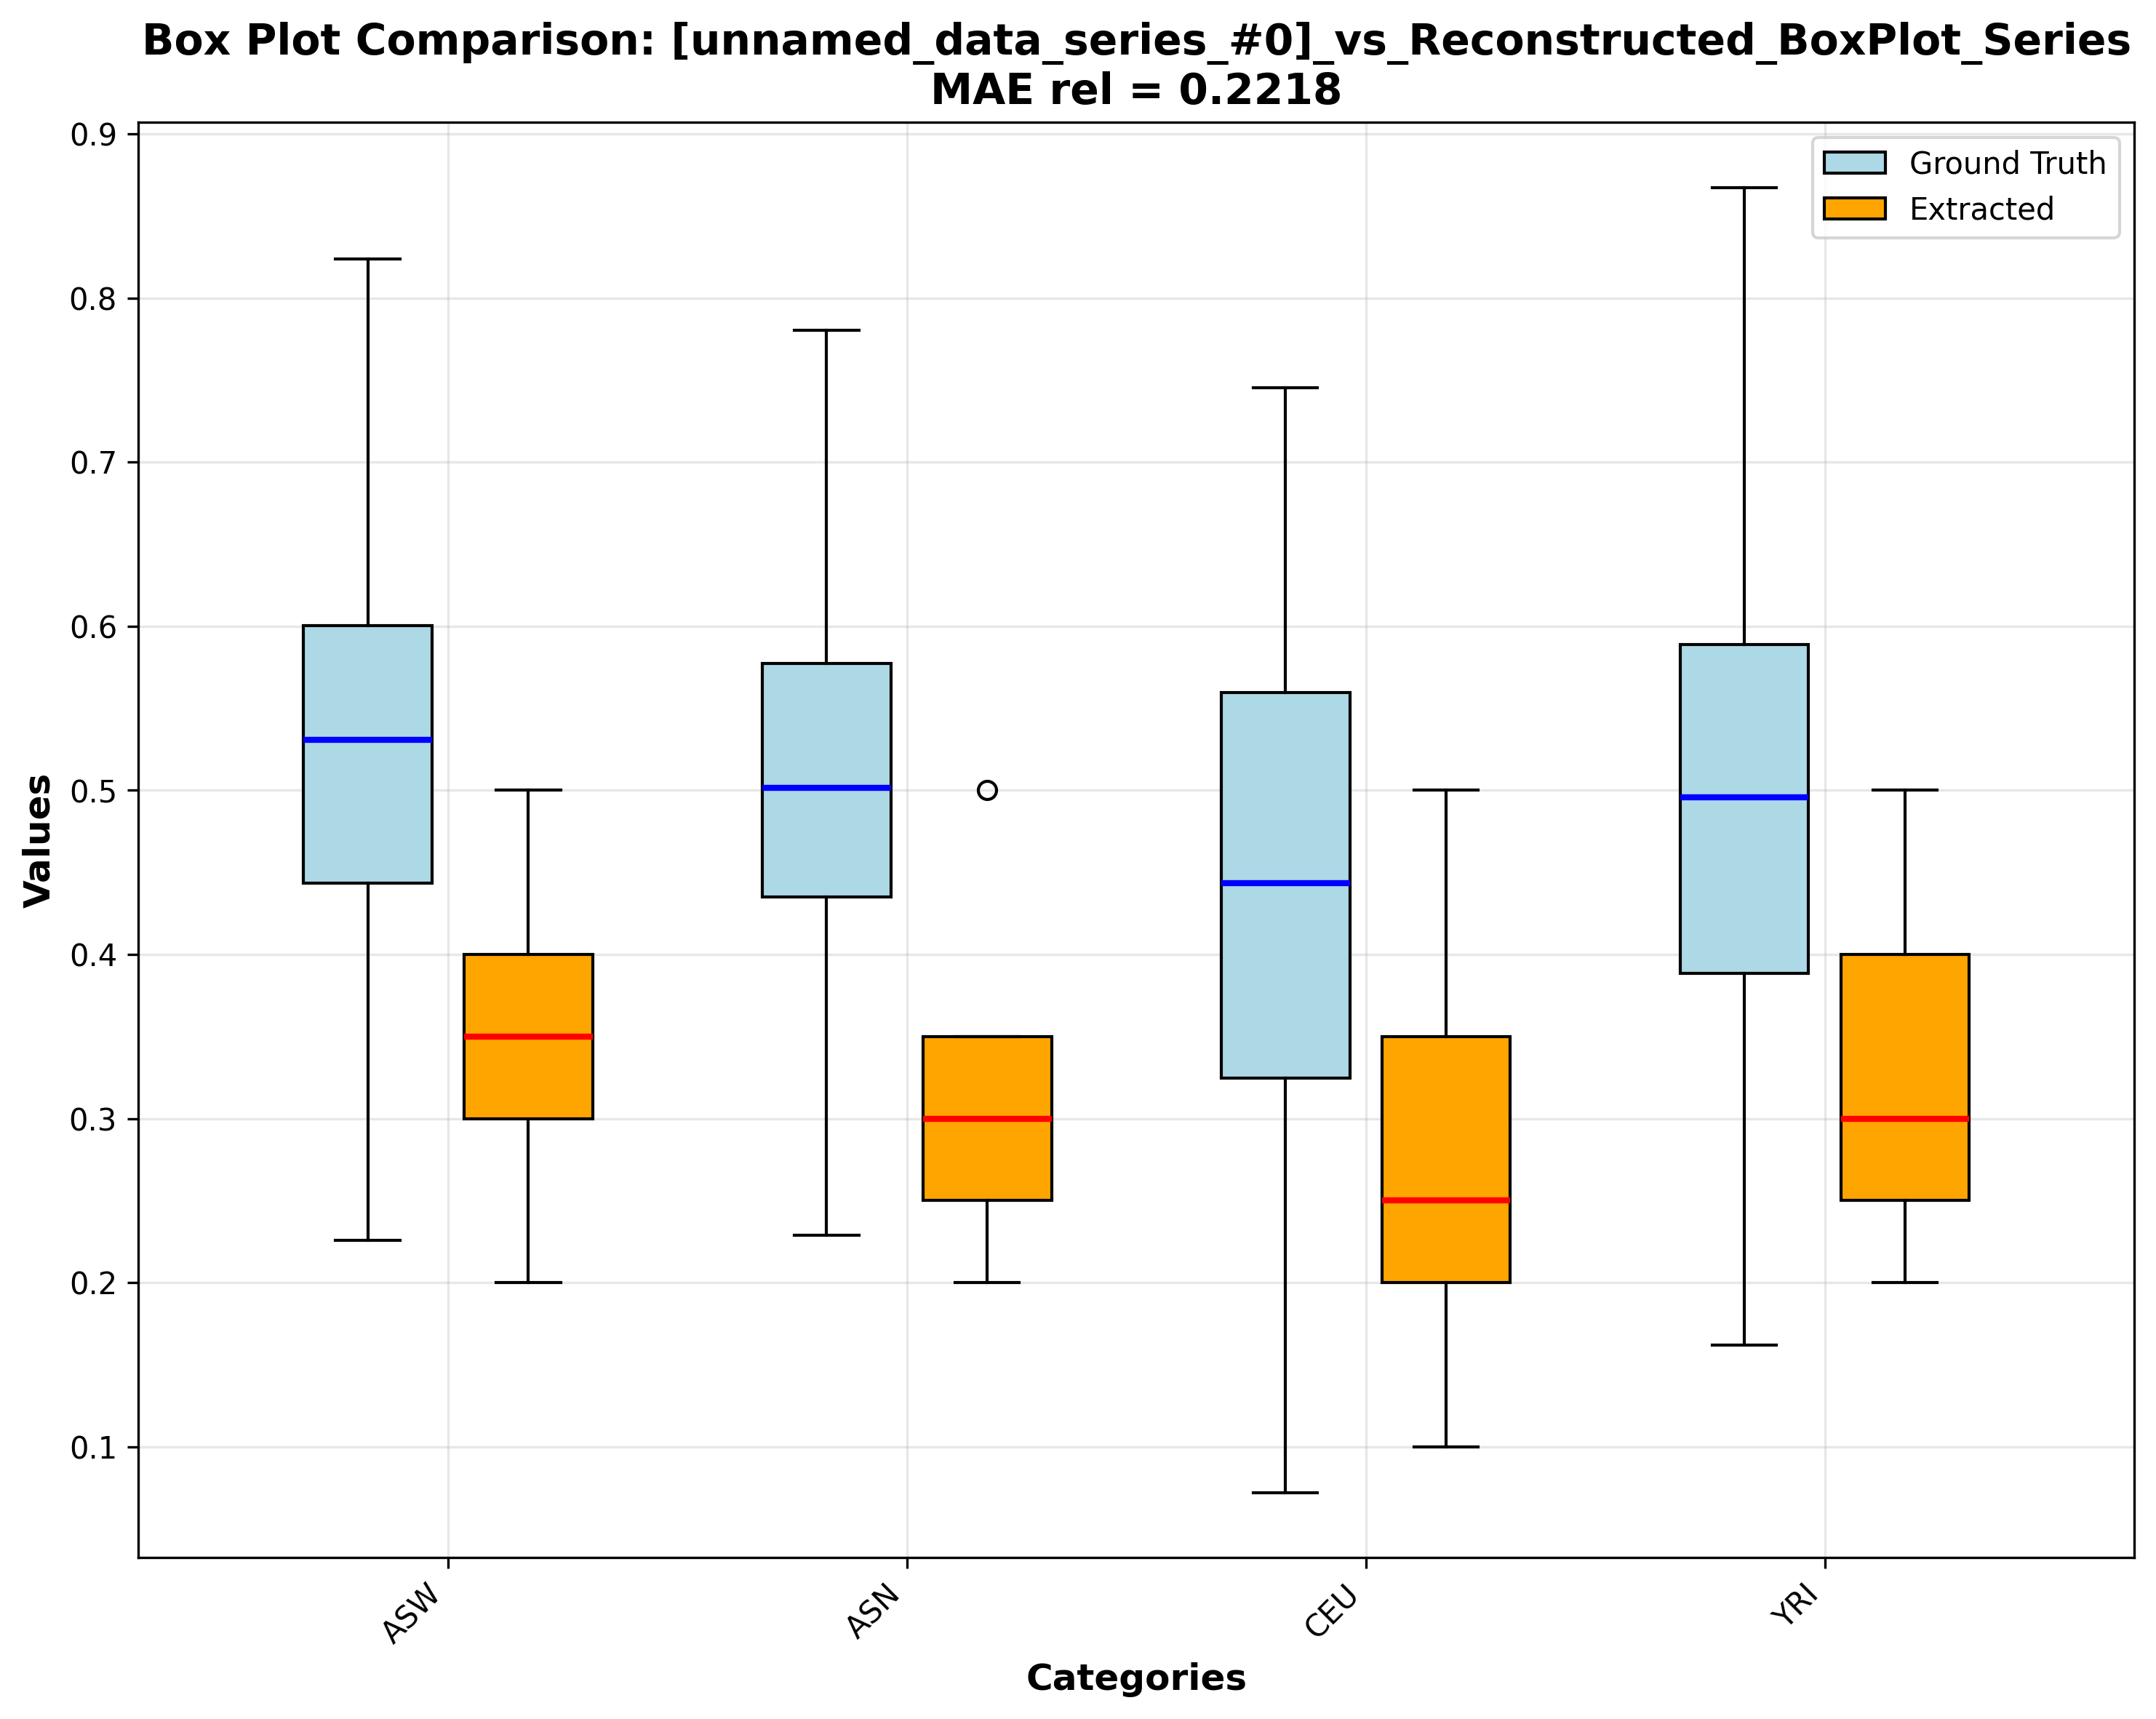 Box Plot Comparison: [unnamed_data_series_#0]_vs_Reconstructed_BoxPlot_Series
MAE rel = 0.2218
Ground Truth
Extracted
0.9
0.8
0.7
0.6
0.5
0.4
0.3
0.2
0.1
Values
ASW
ASN
CEU
YRI
Categories